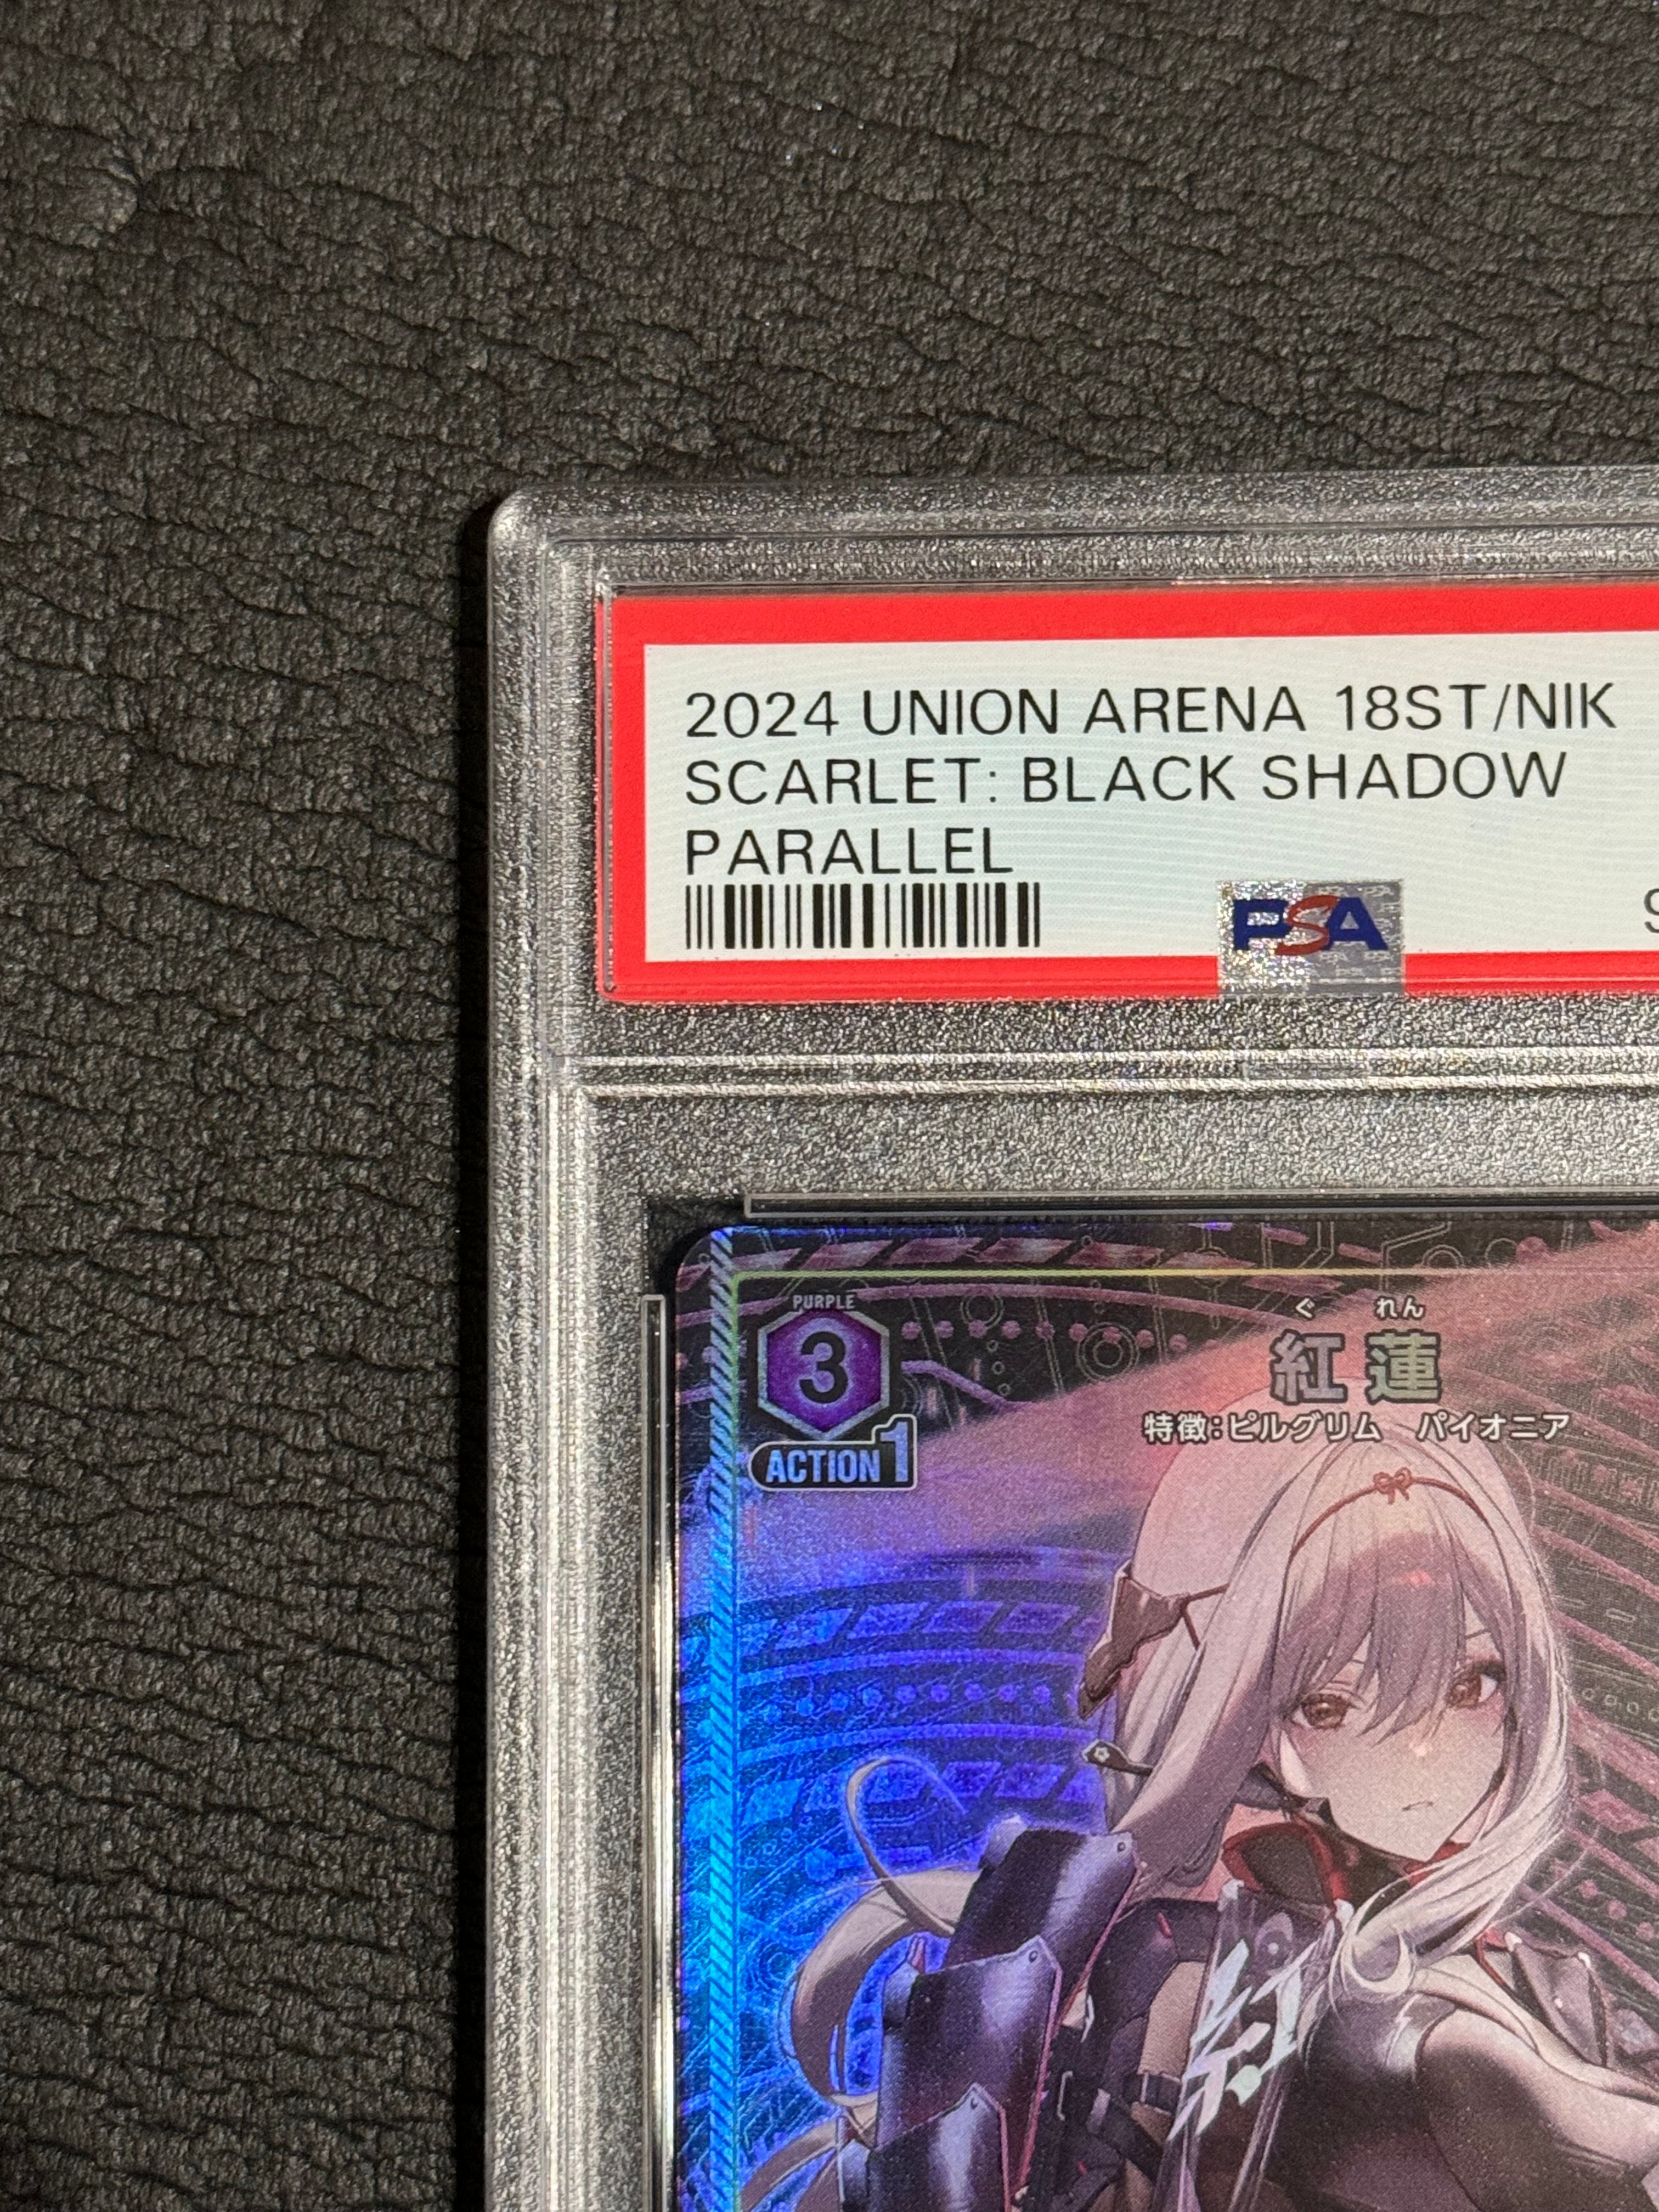 2024 UNION ARENA 18ST/NIK
SCARLET: BLACK SHADOW
PARALLEL
PSA
PURPLE
3
ACTION 1
ぐ れん
紅蓮
特徴:ピルグリム パイオニア
紅